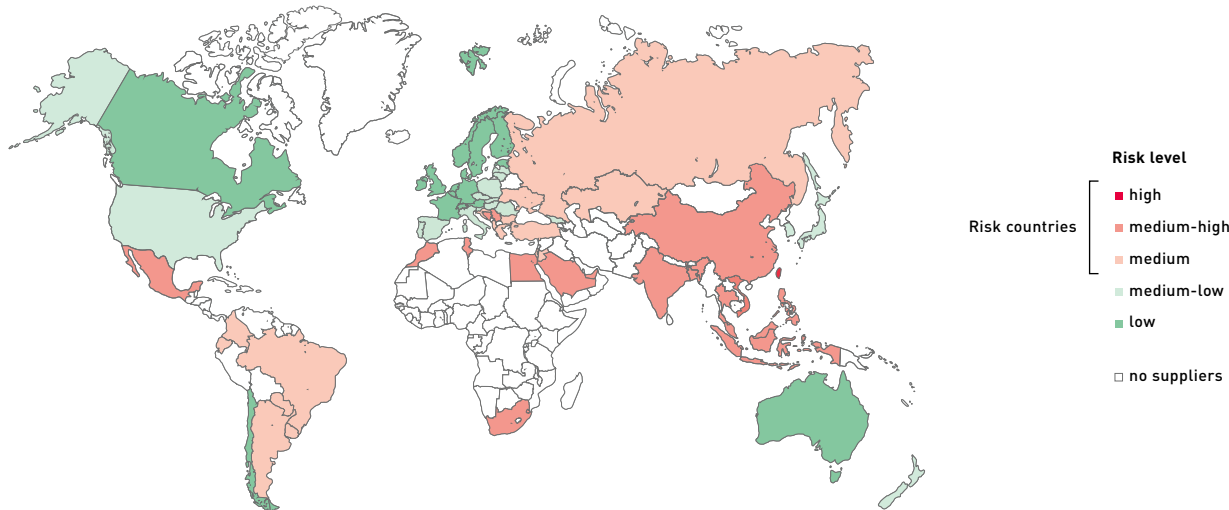 Risk level
high
Risk countries
medium-high
medium
medium-low
low
no suppliers